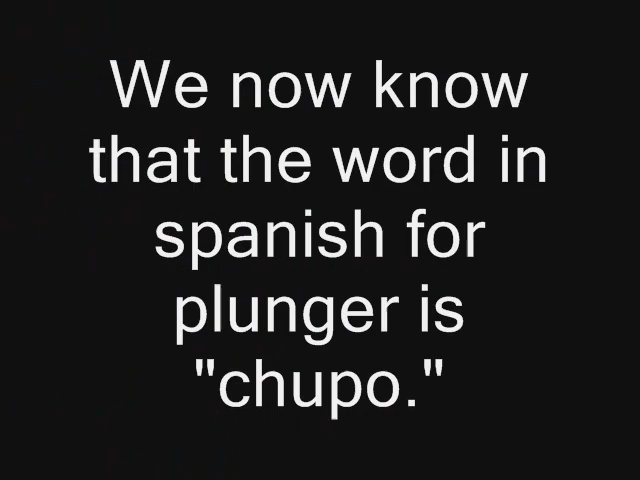 We now know
that the word in
spanish for
plunger is
"chupo."